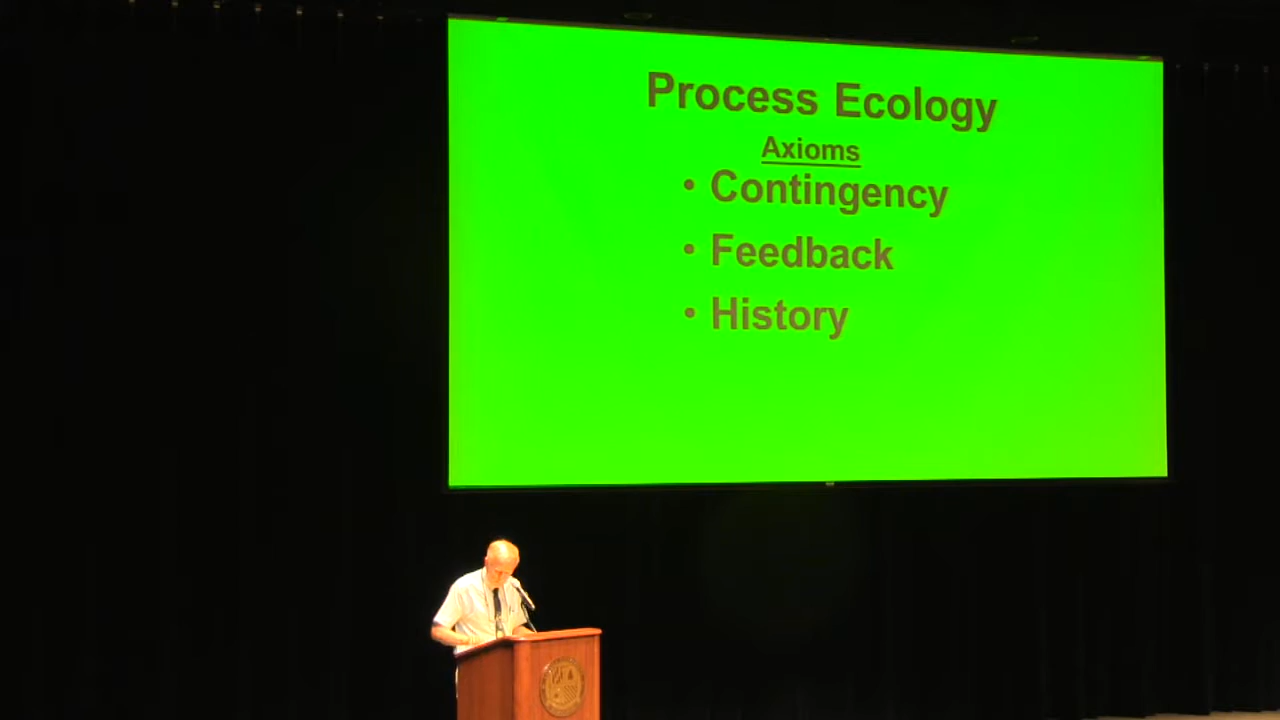 Process Ecology
Axioms
• Contingency
• Feedback
• History